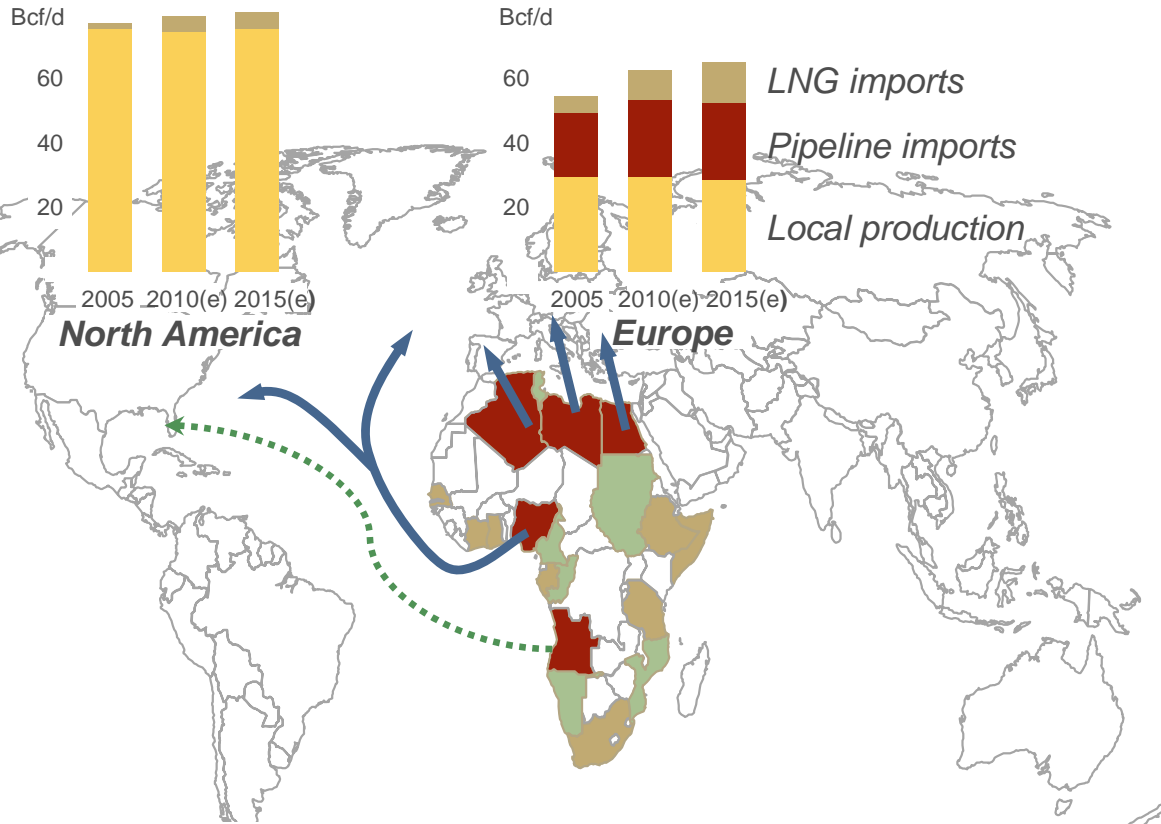 Bcf/d
60
40
20
2005 2010(e) 2015(e)
North America
Bcf/d
60
40
20
2005 2010(e) 2015(e)
Europe
LNG imports
Pipeline imports
Local production